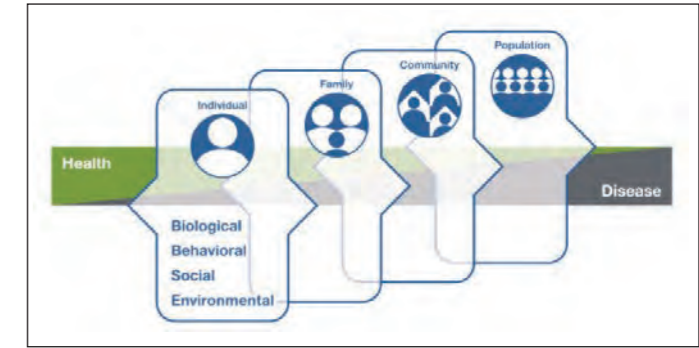 Population
Community
Family
Individual
Health
Disease
Biological
Behavioral
Social
Environmental